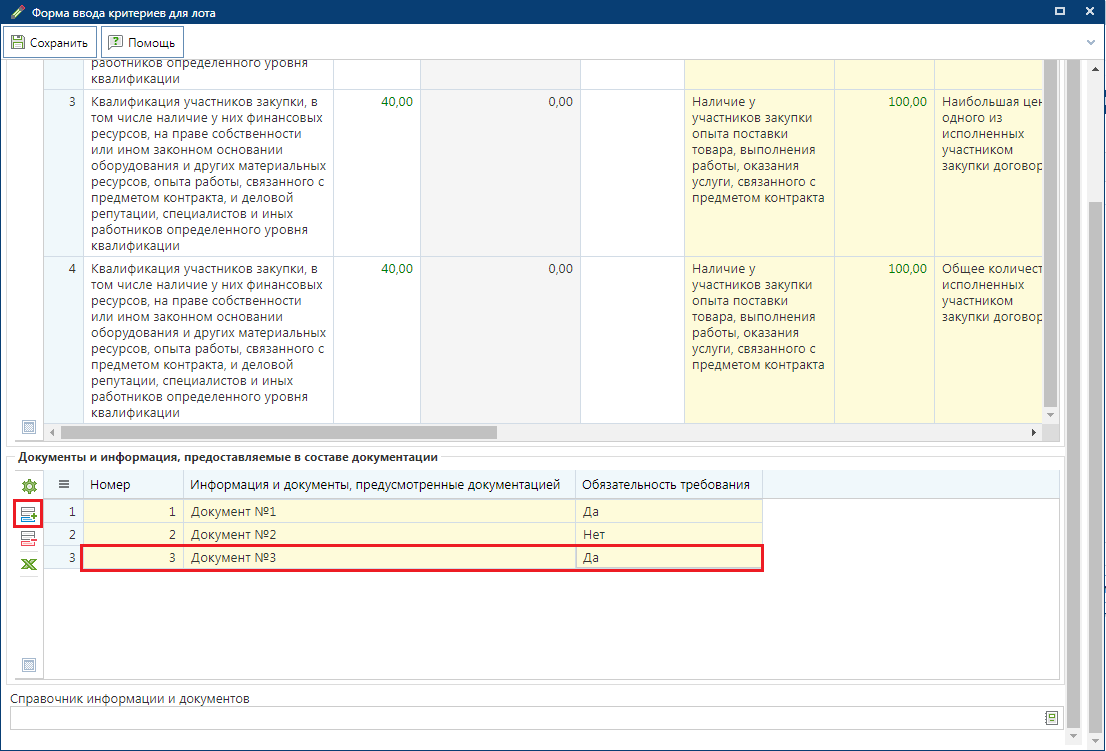 Форма ввода критериев для лота
Сохранить
Помощь
работников определенного уровня
квалификации
3 Квалификация участников закупки, в 40,00 0,00 Наличие у 100,00 Наибольшая цен
том числе наличие у них финансовых участников закупки одного из
ресурсов, на праве собственности опыта поставки исполненных
или ином законном основании товара, выполнения участником
оборудования и других материальных работы, оказания закупки договор
ресурсов, опыта работы, связанного с услуги, связанного с
предметом контракта, и деловой предметом контракта
репутации, специалистов и иных
работников определенного уровня
квалификации
4 Квалификация участников закупки, в 40,00 0,00 Наличие у 100,00 Общее количест
том числе наличие у них финансовых участников закупки исполненных
ресурсов, на праве собственности опыта поставки участником
или ином законном основании товара, выполнения закупки договор
оборудования и других материальных работы, оказания
ресурсов, опыта работы, связанного с услуги, связанного с
предметом контракта, и деловой предметом контракта
репутации, специалистов и иных
работников определенного уровня
квалификации
Документы и информация, предоставляемые в составе документации
Номер Информация и документы, предусмотренные документацией Обязательность требования
1 1 Документ №1 Да
2 2 Документ №2 Нет
3 3 Документ №3 Да
Справочник информации и документов